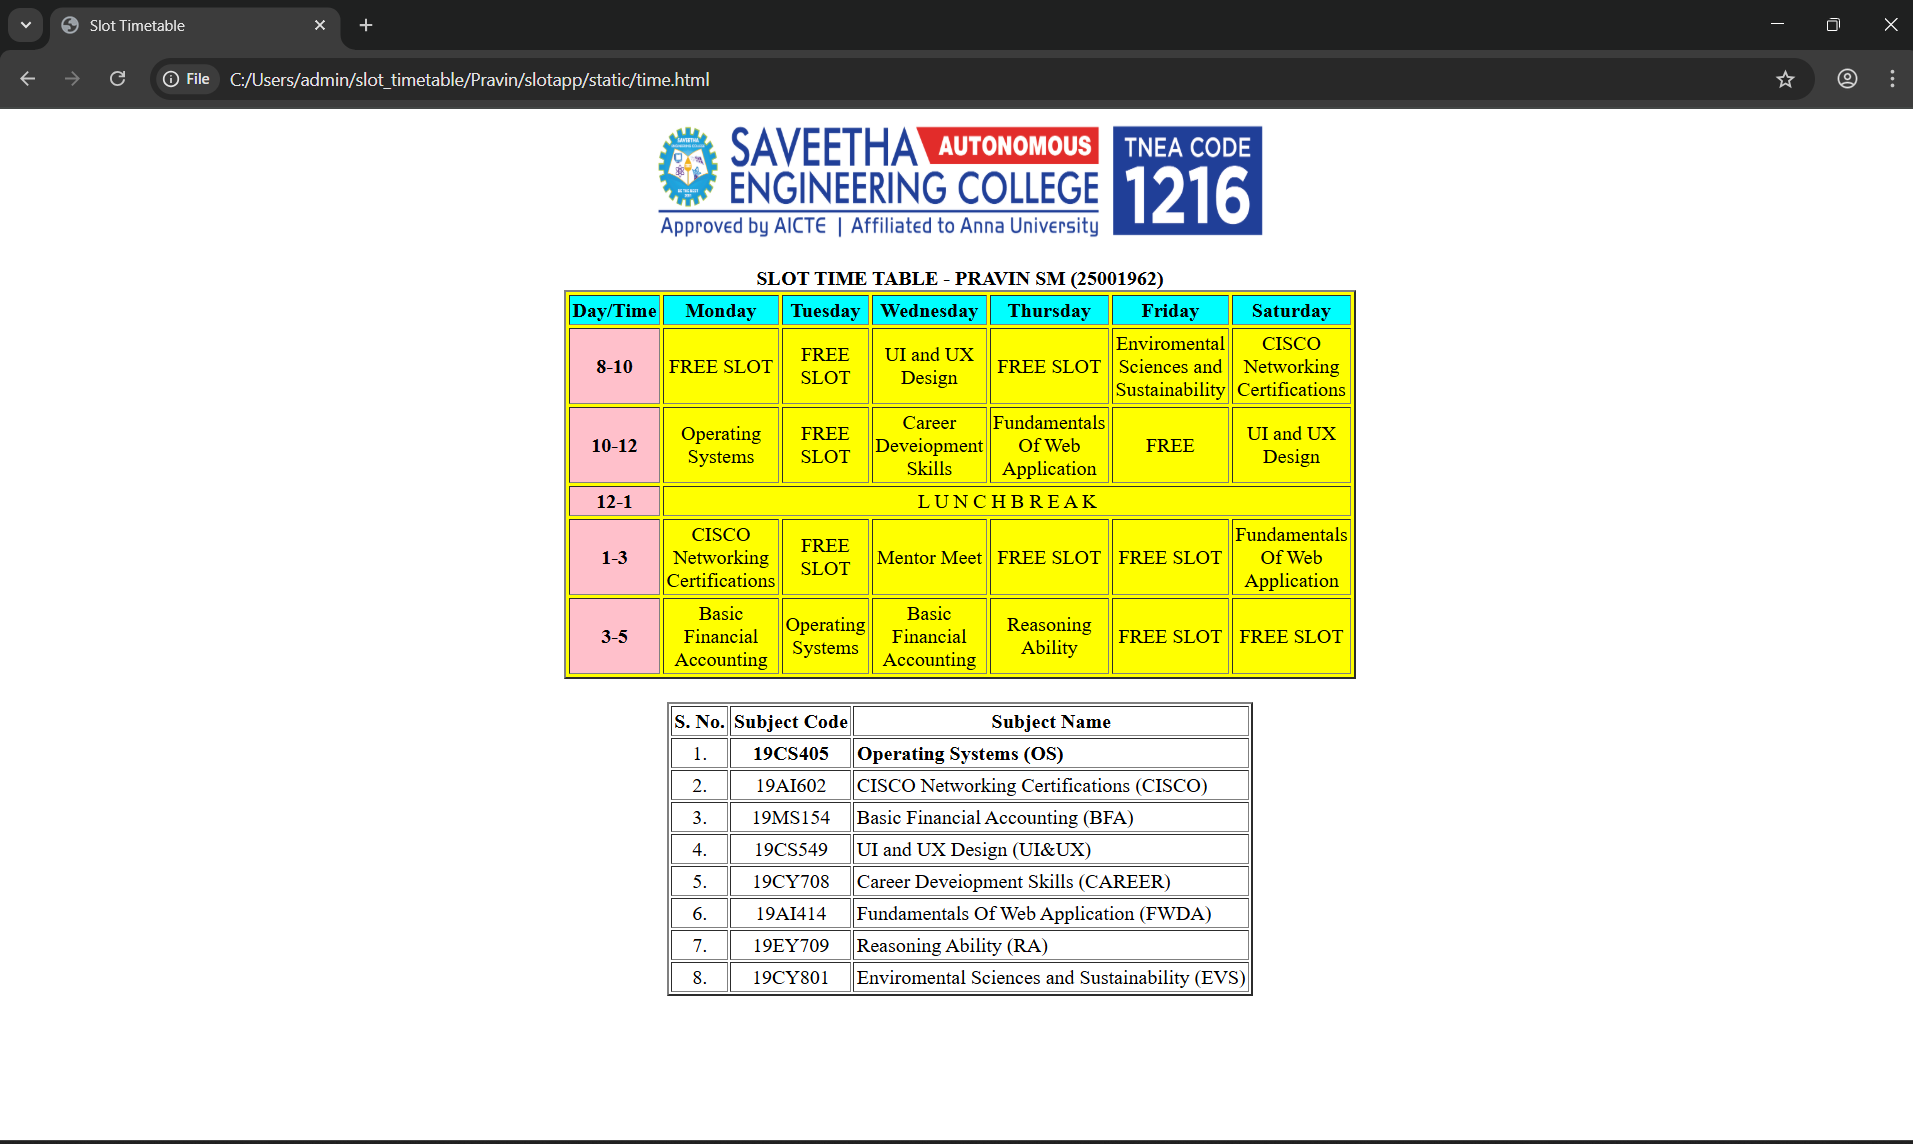 Slot Timetable
File C:/Users/admin/slot_timetable/Pravin/slotapp/static/time.html
SAVEETHA AUTONOMOUS
ENGINEERING COLLEGE
Approved by AICTE | Affiliated to Anna University
TNEA CODE
1216
SLOT TIME TABLE - PRAVIN SM (25001962)
Day/Time Monday Tuesday Wednesday Thursday Friday Saturday
8-10 FREE SLOT FREE SLOT UI and UX Design FREE SLOT Enviromental Sciences and Sustainability CISCO Networking Certifications
10-12 Operating Systems FREE SLOT Career Deveiopment Skills Fundamentals Of Web Application FREE UI and UX Design
12-1 L U N C H B R E A K
1-3 CISCO Networking Certifications FREE SLOT Mentor Meet FREE SLOT FREE SLOT Fundamentals Of Web Application
3-5 Basic Financial Accounting Operating Systems Basic Financial Accounting Reasoning Ability FREE SLOT FREE SLOT
S. No. Subject Code Subject Name
1. 19CS405 Operating Systems (OS)
2. 19AI602 CISCO Networking Certifications (CISCO)
3. 19MS154 Basic Financial Accounting (BFA)
4. 19CS549 UI and UX Design (UI&UX)
5. 19CY708 Career Deveiopment Skills (CAREER)
6. 19AI414 Fundamentals Of Web Application (FWDA)
7. 19EY709 Reasoning Ability (RA)
8. 19CY801 Enviromental Sciences and Sustainability (EVS)